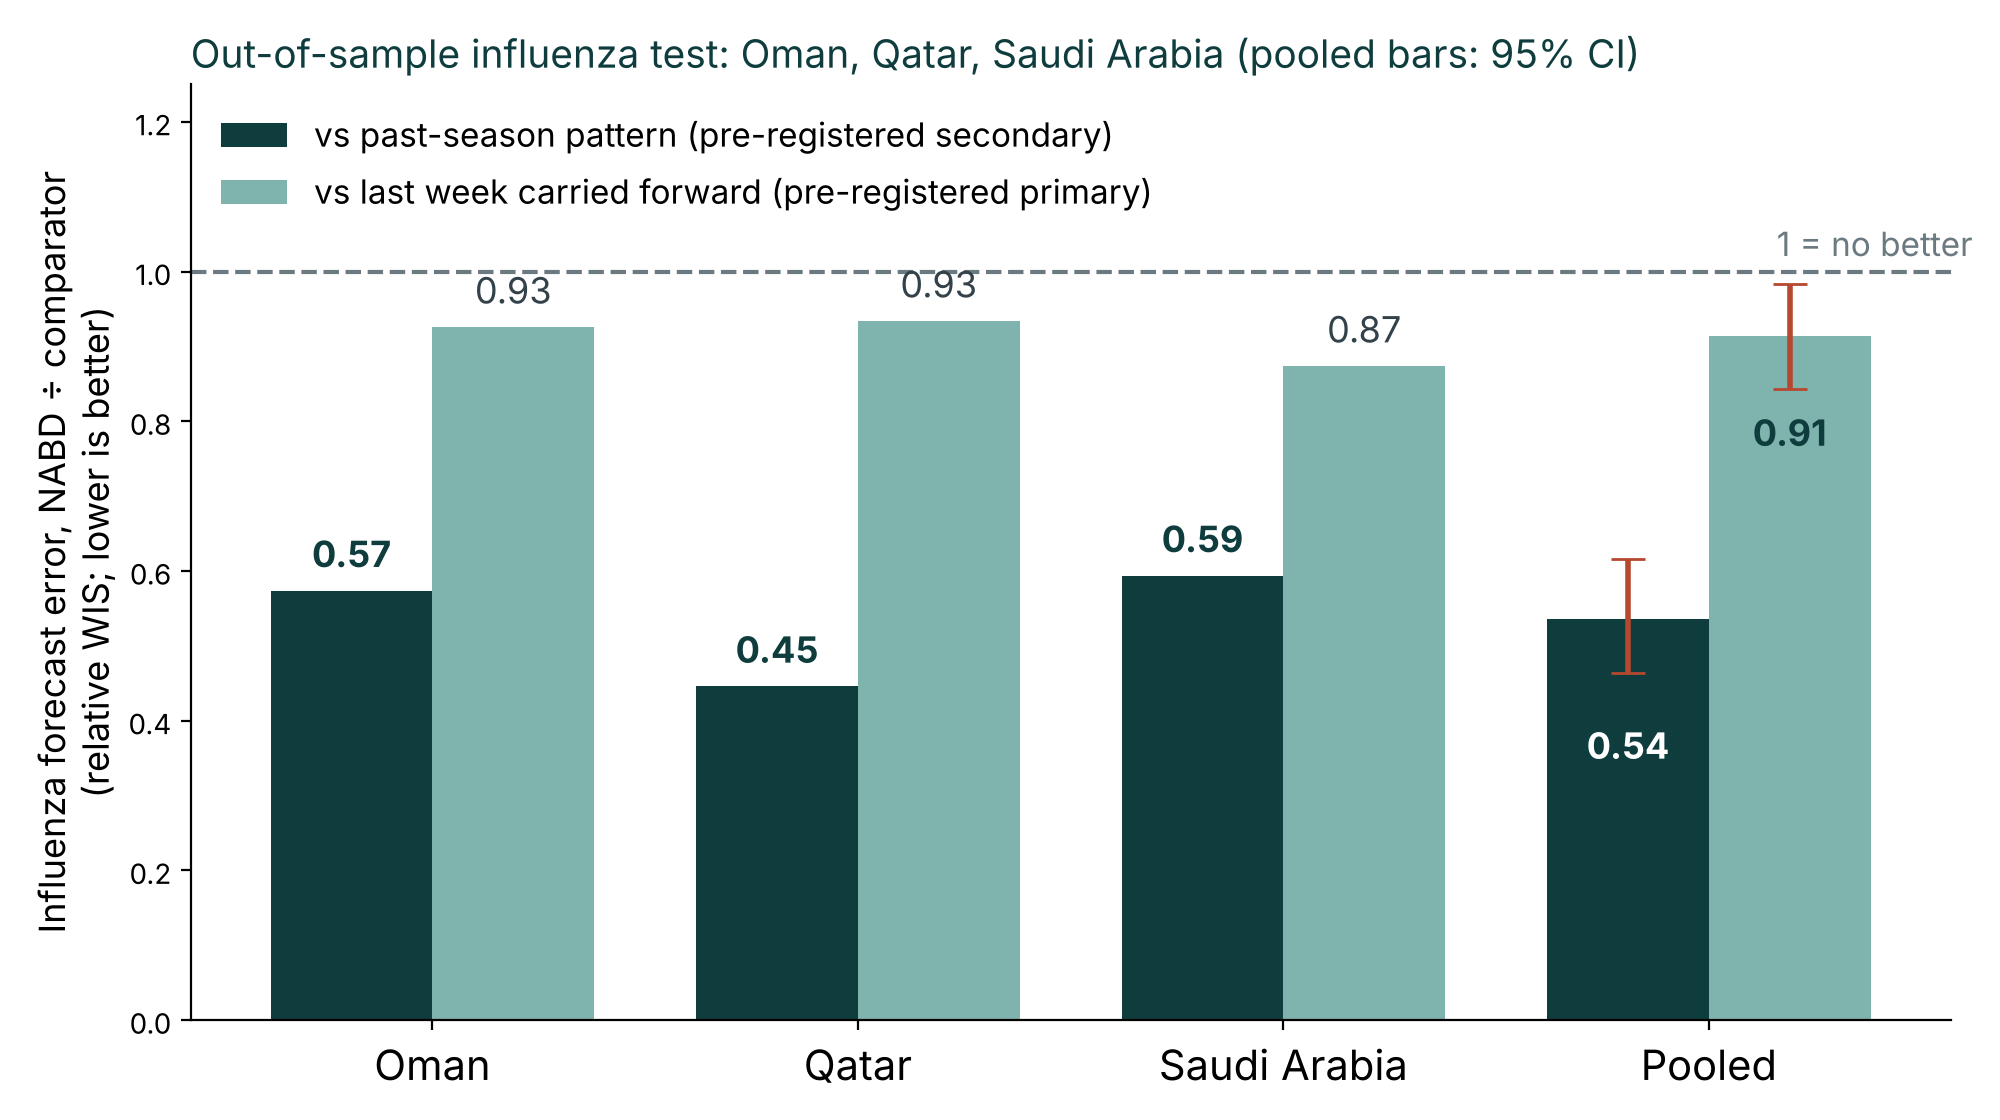 Out-of-sample influenza test: Oman, Qatar, Saudi Arabia (pooled bars: 95% CI)
vs past-season pattern (pre-registered secondary)
vs last week carried forward (pre-registered primary)
1 = no better
Influenza forecast error, NABD ÷ comparator
(relative WIS; lower is better)
1.2
1.0
0.8
0.6
0.4
0.2
0.0
0.57
0.93
0.45
0.93
0.59
0.87
0.54
0.91
Oman
Qatar
Saudi Arabia
Pooled